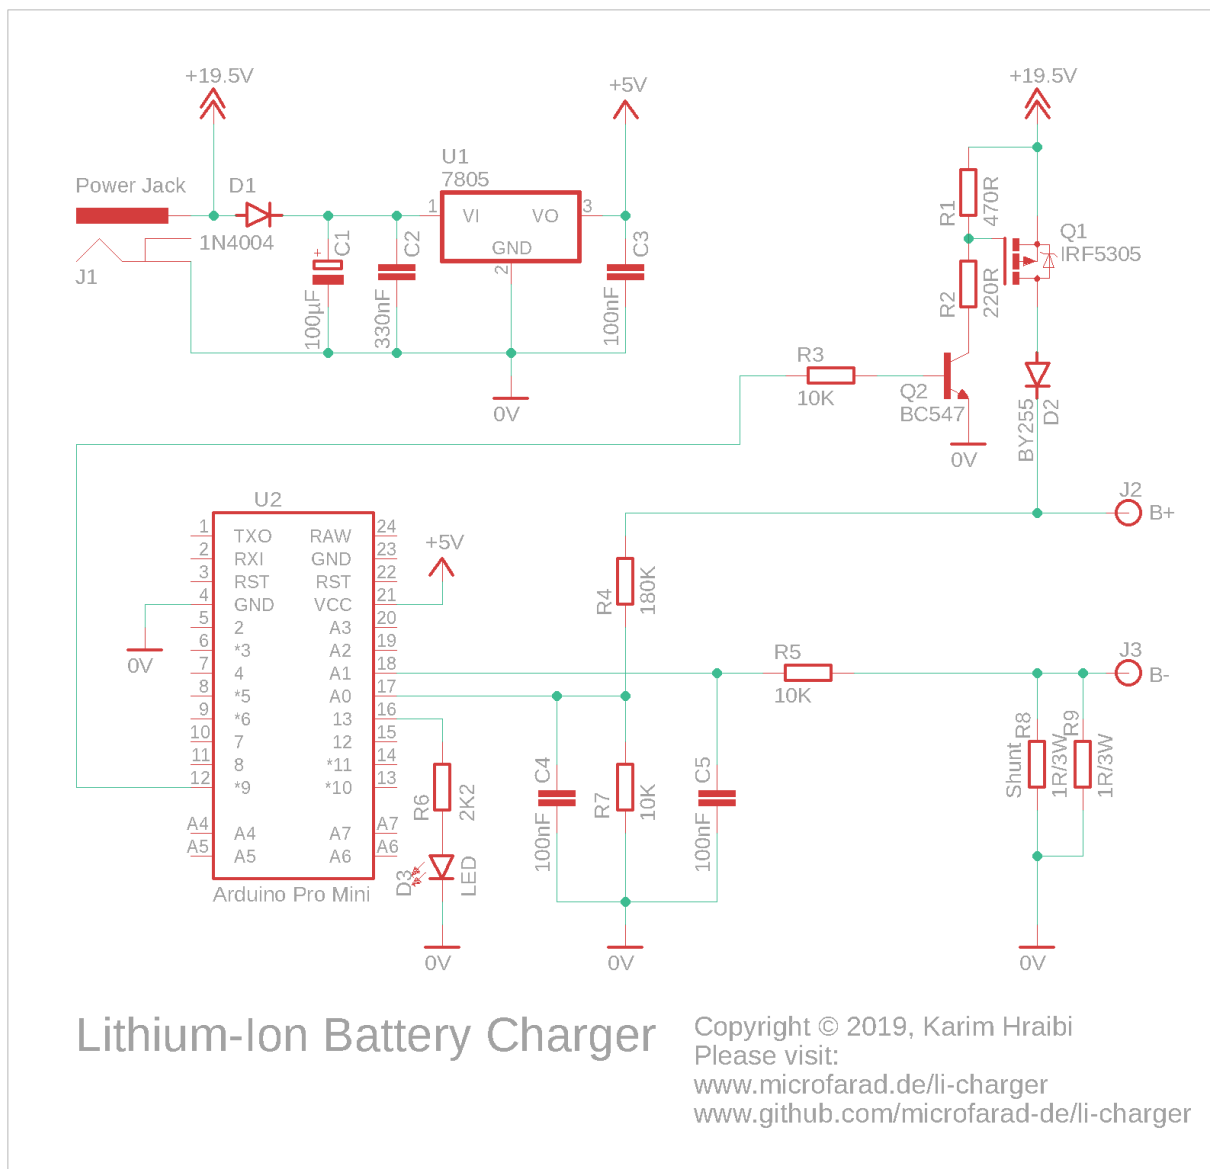 +19.5V
+5V
+19.5V
Power Jack
D1
1N4004
J1
+
C1
100µF
C2
330nF
U1
7805
1
VI
VO
3
GND
2
C3
100nF
0V
R1
470R
R2
220R
Q1
IRF5305
R3
10K
Q2
BC547
0V
BY255
D2
J2
B+
U2
1 TXO RAW 24
2 RXI GND 23
3 RST RST 22
4 GND VCC 21
5 2 A3 20
6 *3 A2 19
7 4 A1 18
8 *5 A0 17
9 *6 13 16
10 7 12 15
11 8 *11 14
12 *9 *10 13
A4 A4 A7 A7
A5 A5 A6 A6
Arduino Pro Mini
0V
+5V
R4
180K
R5
10K
J3
B-
R6
2K2
D3
LED
0V
C4
100nF
R7
10K
C5
100nF
0V
Shunt
R8
1R/3W
R9
1R/3W
0V
Lithium-Ion Battery Charger
Copyright © 2019, Karim Hraibi
Please visit:
www.microfarad.de/li-charger
www.github.com/microfarad-de/li-charger